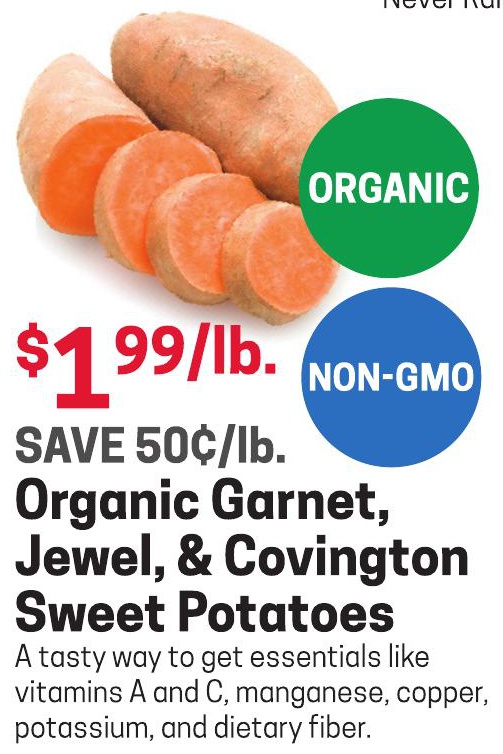 ORGANIC
NON-GMO
$1 99/lb.
SAVE 50¢/lb.
Organic Garnet,
Jewel, & Covington
Sweet Potatoes
A tasty way to get essentials like
vitamins A and C, manganese, copper,
potassium, and dietary fiber.